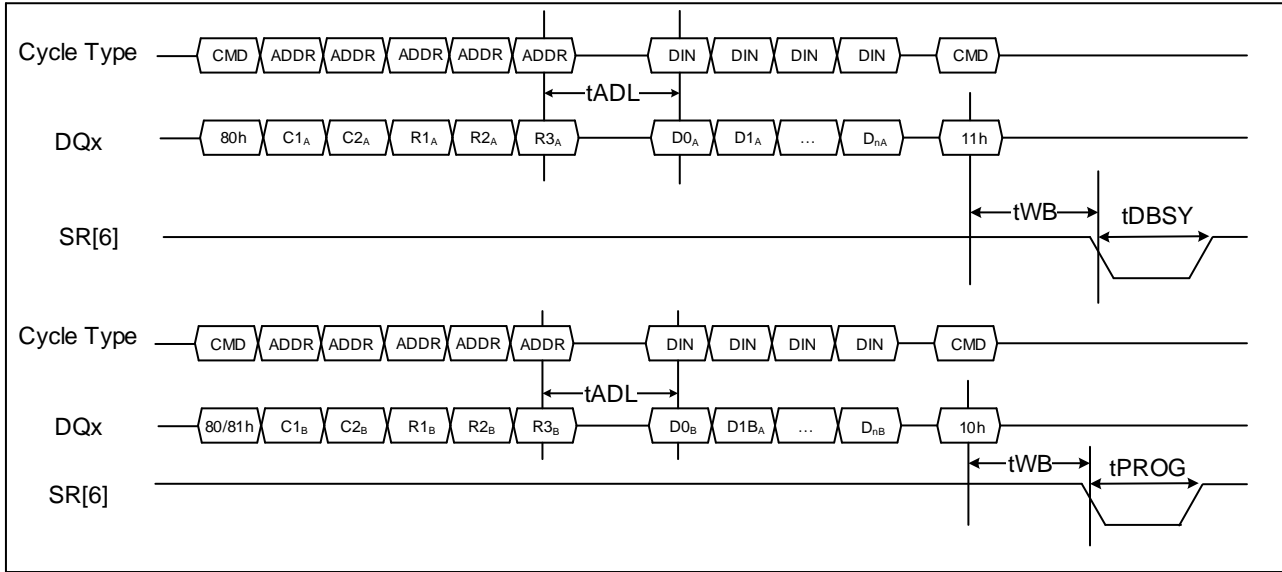 Cycle Type CMD ADDR ADDR ADDR ADDR ADDR DIN DIN DIN DIN CMD
tADL
DQx 80h C1A C2A R1A R2A R3A D0A D1A ... DnA 11h
tWB tDBSY
SR[6]
Cycle Type CMD ADDR ADDR ADDR ADDR ADDR DIN DIN DIN DIN CMD
tADL
DQx 80/81h C1B C2B R1B R2B R3B D0B D1BA ... DnB 10h
tWB tPROG
SR[6]